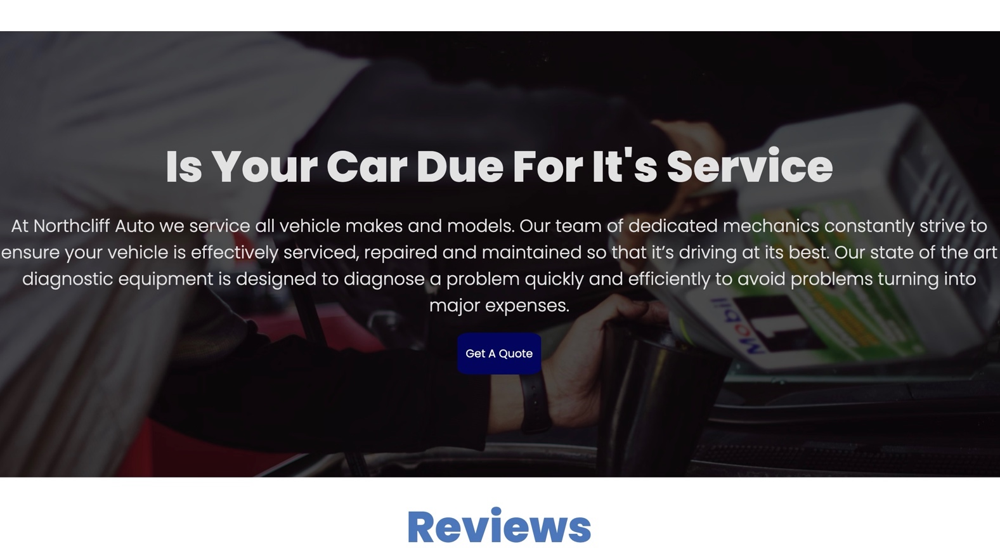 Is Your Car Due For It's Service
At Northcliff Auto we service all vehicle makes and models. Our team of dedicated mechanics constantly strive to
ensure your vehicle is effectively serviced, repaired and maintained so that it’s driving at its best. Our state of the art
diagnostic equipment is designed to diagnose a problem quickly and efficiently to avoid problems turning into
major expenses.
Mobil 1
Get A Quote
Reviews